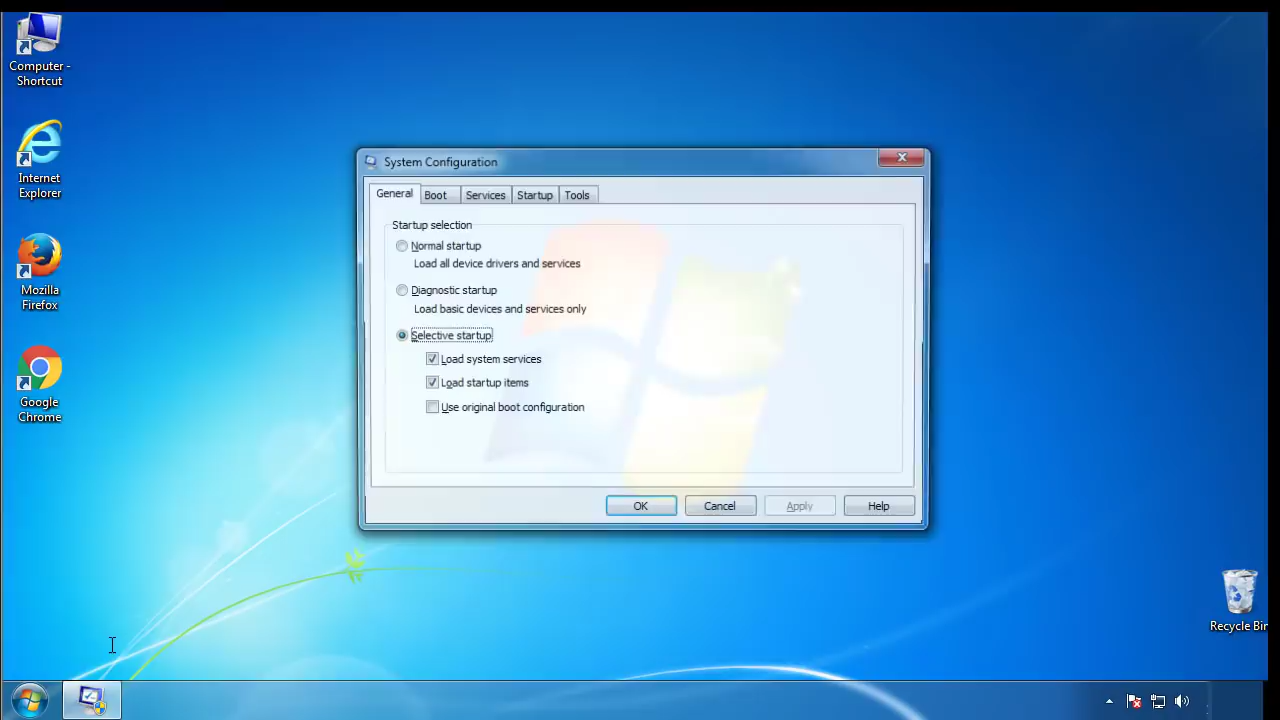 Computer -
Shortcut
Internet
Explorer
Mozilla
Firefox
Google
Chrome
System Configuration
General Boot Services Startup Tools
Startup selection
Normal startup
Load all device drivers and services
Diagnostic startup
Load basic devices and services only
Selective startup
Load system services
Load startup items
Use original boot configuration
OK Cancel Apply Help
Recycle Bin